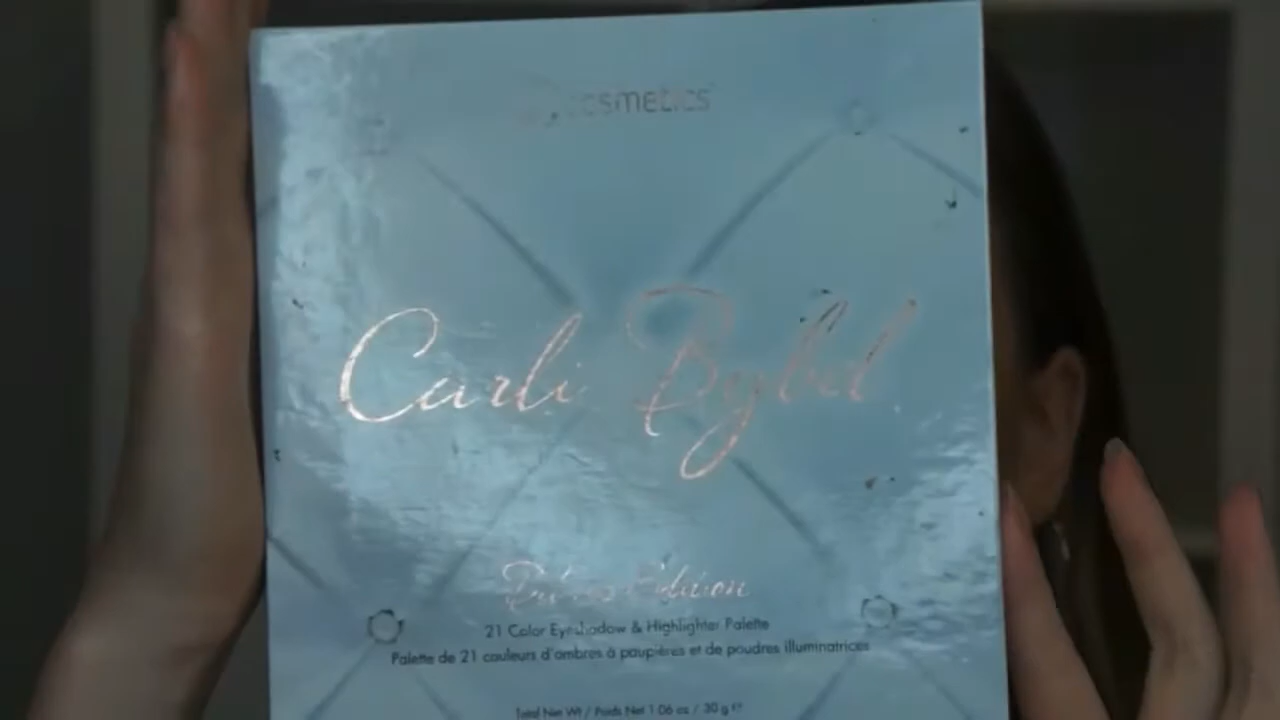 cosmetics
Carli Bybel
Edition
21 Color Eyeshadow & Highlighter Palette
Palette de 21 couleurs d'ombres à paupières et de poudres illuminatrices
Total Net Wt / Poids Net 1.06 oz / 30 g e